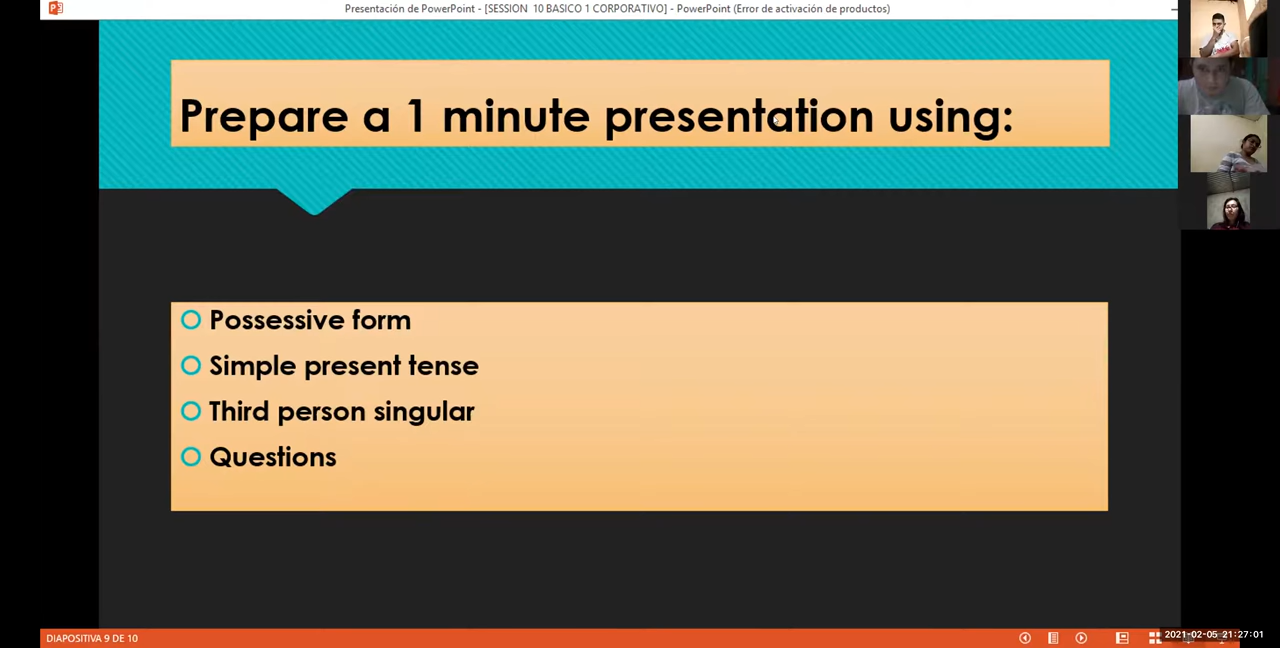 Presentación de PowerPoint - [SESSION 10 BASICO 1 CORPORATIVO] - PowerPoint (Error de activación de productos)
Prepare a 1 minute presentation using:
Possessive form
Simple present tense
Third person singular
Questions
DIAPOSITIVA 9 DE 10
2021-02-05 21:27:01